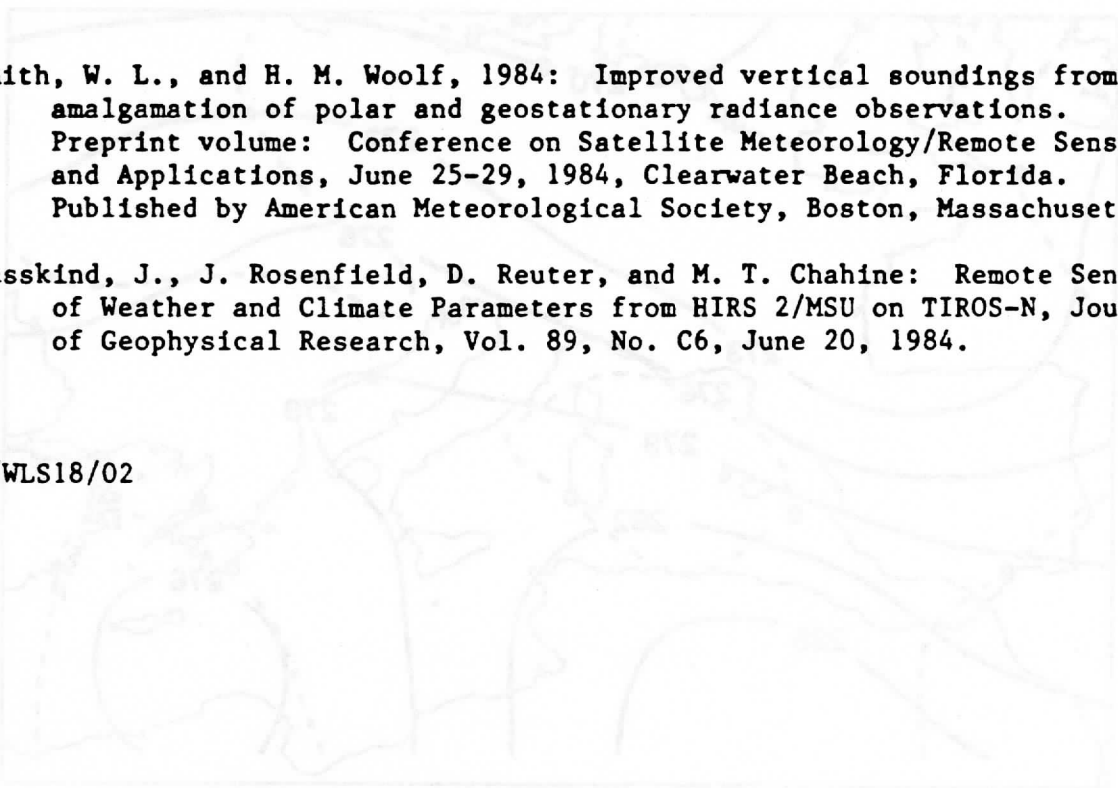 ith, W. L., and H. M. Woolf, 1984: Improved vertical soundings from
amalgamation of polar and geostationary radiance observations.
Preprint volume: Conference on Satellite Meteorology/Remote Sens
and Applications, June 25-29, 1984, Clearwater Beach, Florida.
Published by American Meteorological Society, Boston, Massachuset
sskind, J., J. Rosenfield, D. Reuter, and M. T. Chahine: Remote Sen
of Weather and Climate Parameters from HIRS 2/MSU on TIROS-N, Jou
of Geophysical Research, Vol. 89, No. C6, June 20, 1984.
WLS18/02